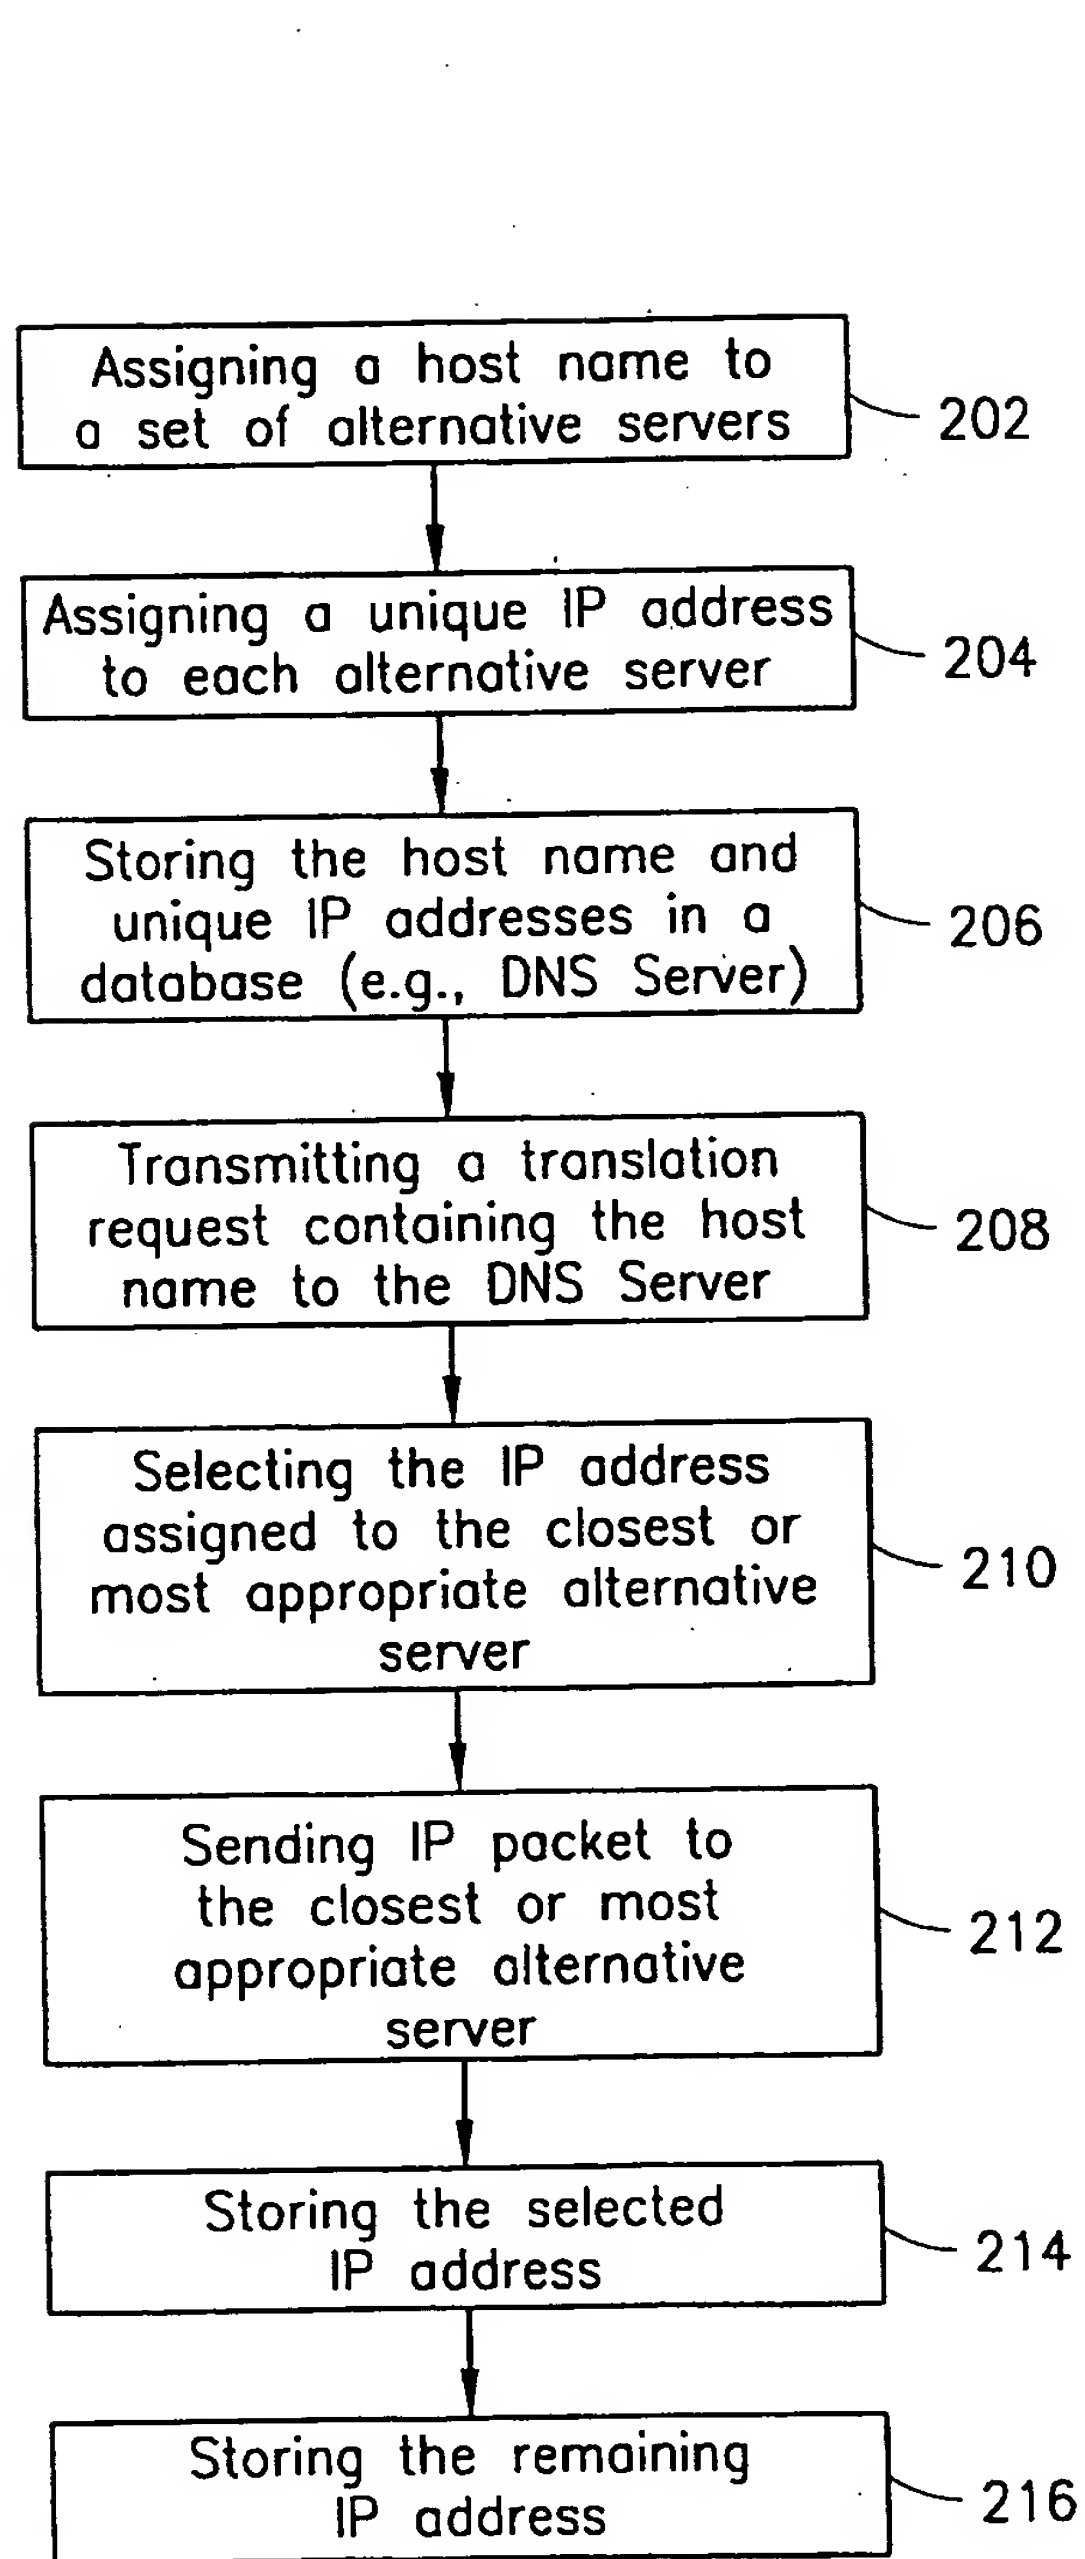 Assigning a host name to
a set of alternative servers
202
Assigning a unique IP address
to each alternative server
204
Storing the host name and
unique IP addresses in a
database (e.g., DNS Server)
206
Transmitting a translation
request containing the host
name to the DNS Server
208
Selecting the IP address
assigned to the closest or
most appropriate alternative
server
210
Sending IP packet to
the closest or most
appropriate alternative
server
212
Storing the selected
IP address
214
Storing the remaining
IP address
216